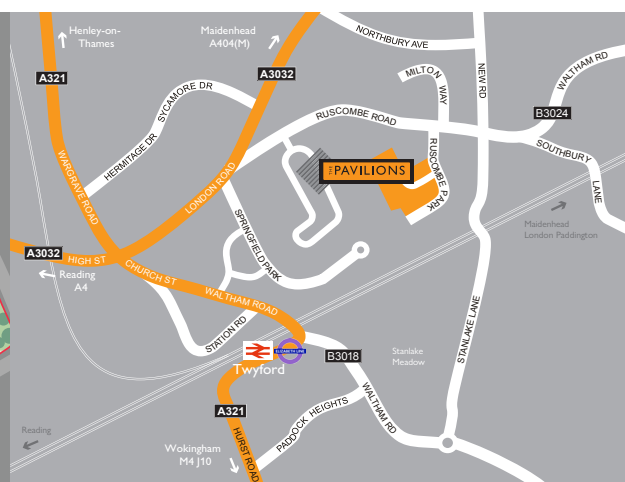 Henley-on-
Thames
Maidenhead
A404(M)
NORTHBURY AVE
NEW RD
WALTHAM RD
A321
A3032
MILTON WAY
B3024
SYCAMORE DR
HERMITAGE DR
RUSCOMBE ROAD
RUSCOMBE PARK
SOUTHBURY LANE
WARGRAVE ROAD
LONDON ROAD
THE PAVILIONS
Maidenhead
London Paddington
SPRINGFIELD PARK
A3032
HIGH ST
CHURCH ST
Reading
A4
WALTHAM ROAD
STATION RD
STANLAKE LANE
ELIZABETH LINE
Twyford
B3018
Stanlake
Meadow
A321
PADDOCK HEIGHTS
WALTHAM RD
HURST ROAD
Reading
Wokingham
M4 J10